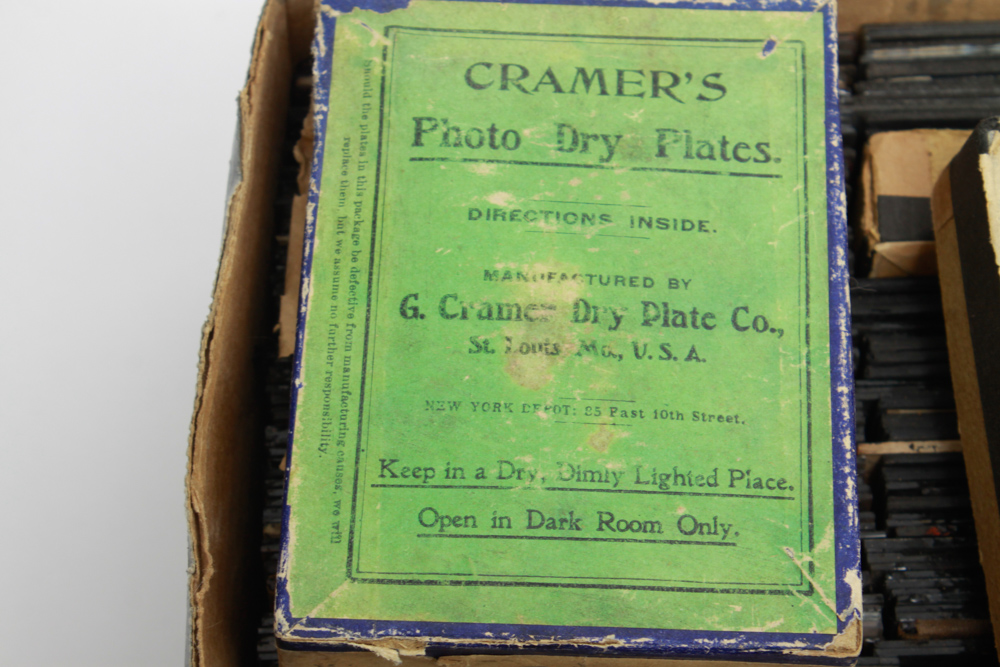 CRAMER'S
Photo Dry Plates.
DIRECTIONS INSIDE.
MANUFACTURED BY
G. Cramer Dry Plate Co.,
St. Louis, Mo., U. S. A.
NEW YORK DEPOT: East 10th Street.
Keep in a Dry, Dimly Lighted Place.
Open in Dark Room Only.
Should the plates in this package be defective from manufacturing causes, we will
replace them, but we assume no further responsibility.